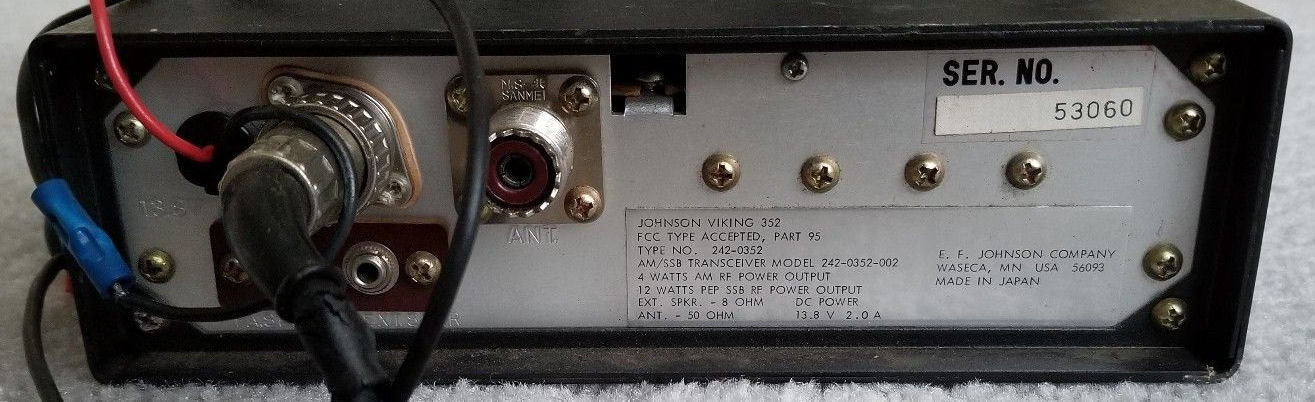 SANMEI
SER. NO.
53060
13.8
ANT.
JOHNSON VIKING 352
FCC TYPE ACCEPTED, PART 95
TYPE NO. 242-0352
AM/SSB TRANSCEIVER MODEL 242-0352-002
4 WATTS AM RF POWER OUTPUT
12 WATTS PEP SSB RF POWER OUTPUT
EXT. SPKR. - 8 OHM DC POWER
ANT. - 50 OHM 13.8 V 2.0 A
E. F. JOHNSON COMPANY
WASECA, MN USA 56093
MADE IN JAPAN